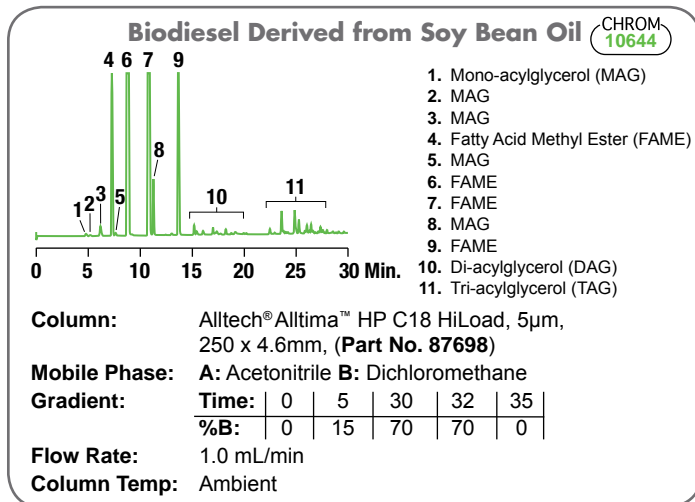 Biodiesel Derived from Soy Bean Oil
CHROM
10644
4 6 7 9
8
1 2 3 5
10
11
0 5 10 15 20 25 30 Min.
1. Mono-acylglycerol (MAG)
2. MAG
3. MAG
4. Fatty Acid Methyl Ester (FAME)
5. MAG
6. FAME
7. FAME
8. MAG
9. FAME
10. Di-acylglycerol (DAG)
11. Tri-acylglycerol (TAG)
Column: Alltech® Alltima™ HP C18 HiLoad, 5µm,
250 x 4.6mm, (Part No. 87698)
Mobile Phase: A: Acetonitrile B: Dichloromethane
Gradient: Time: 0 5 30 32 35
%B: 0 15 70 70 0
Flow Rate: 1.0 mL/min
Column Temp: Ambient